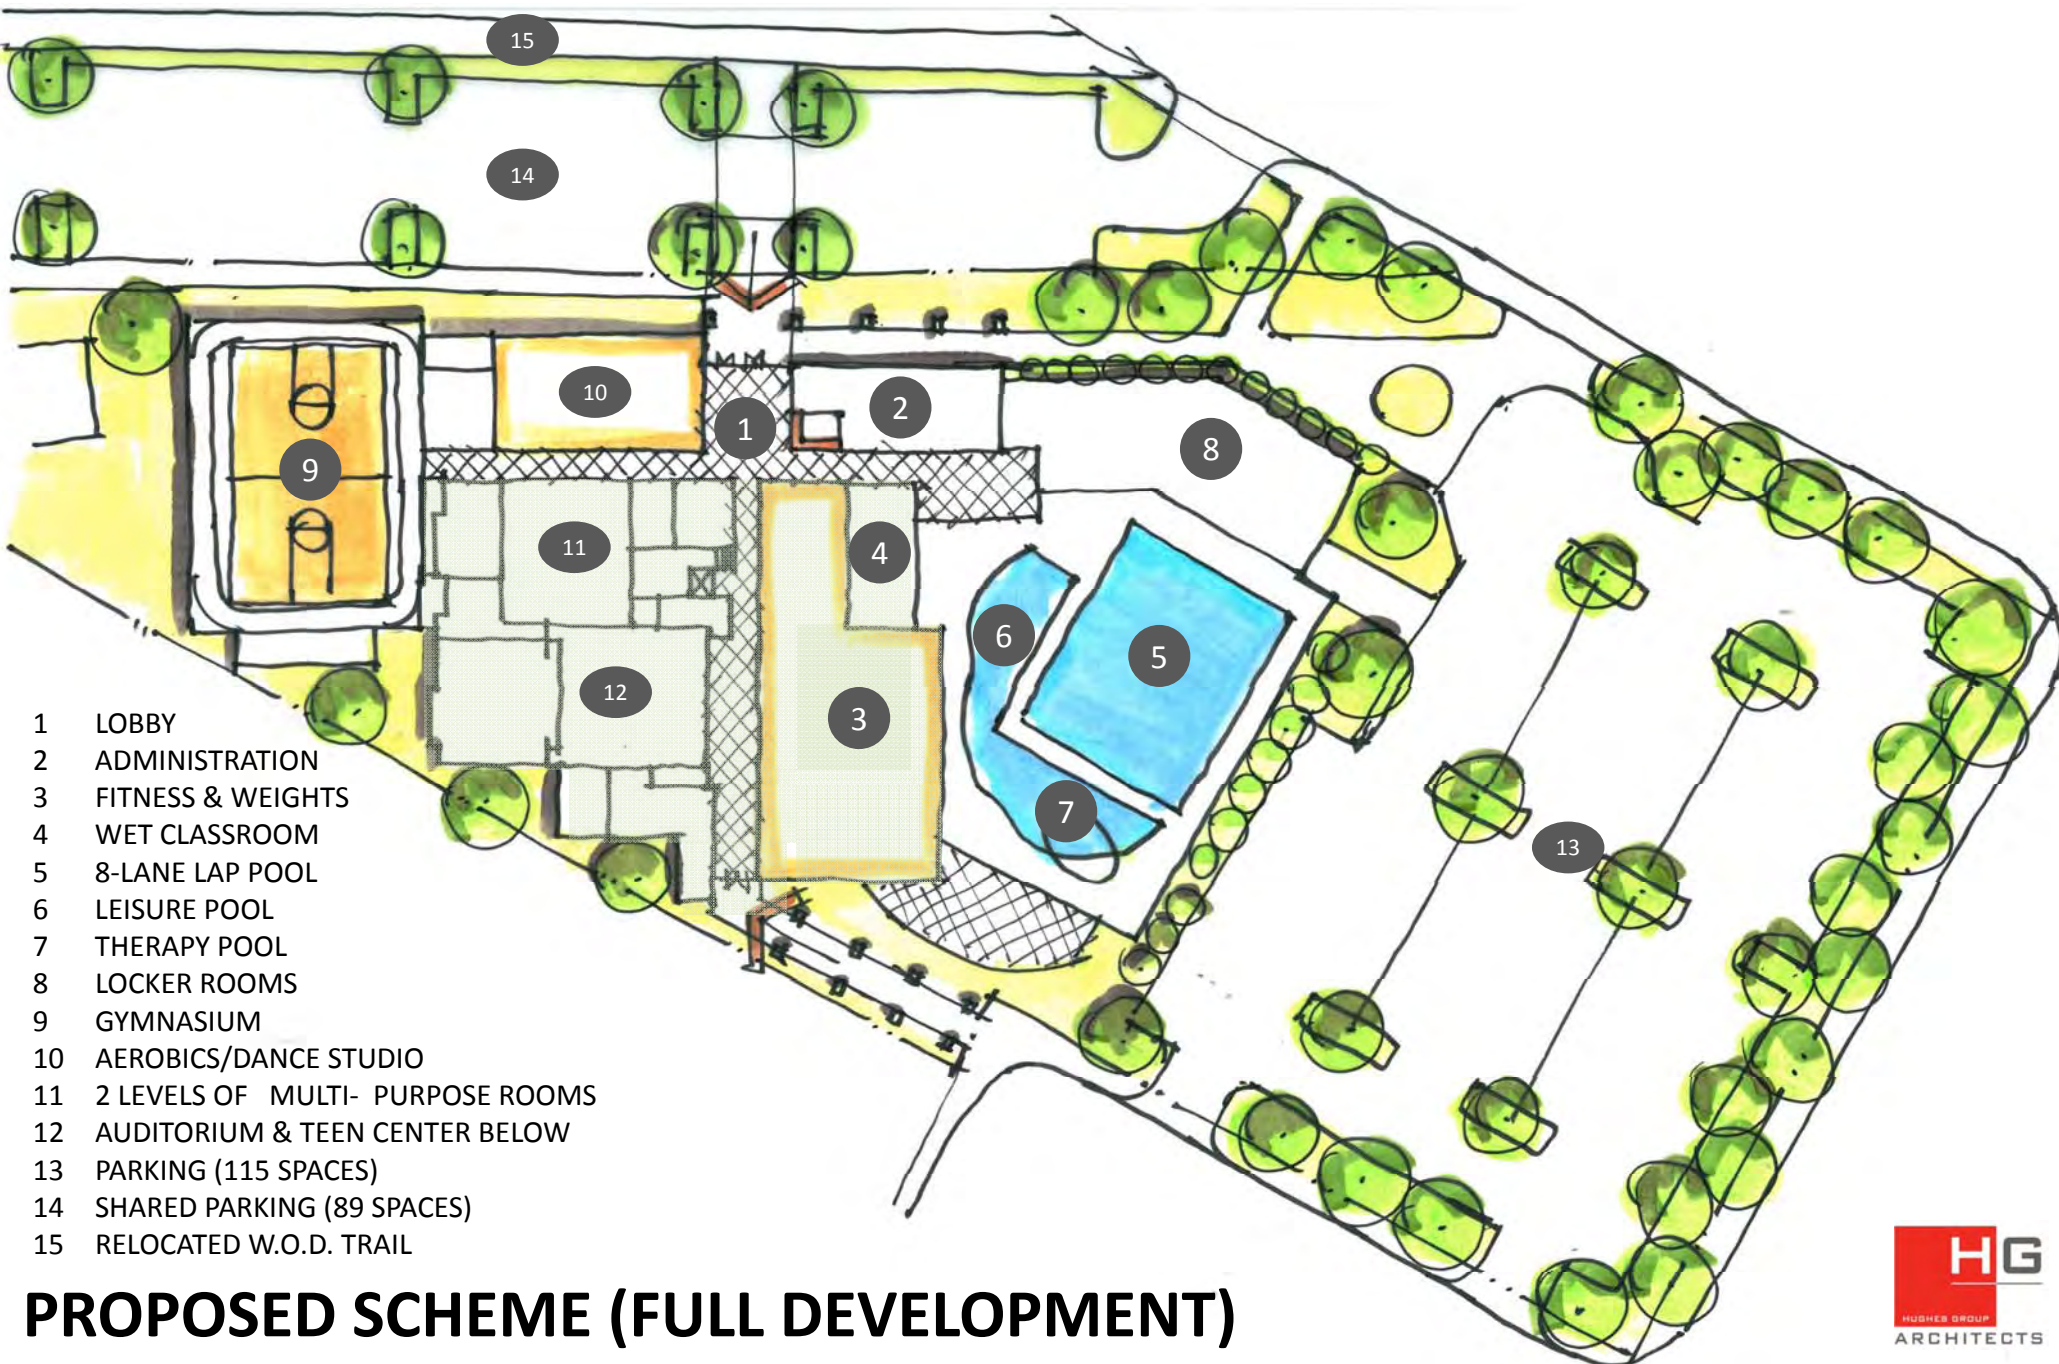 15
14
10
1
2
8
9
11
4
6
5
12
3
7
13
1 LOBBY
2 ADMINISTRATION
3 FITNESS & WEIGHTS
4 WET CLASSROOM
5 8-LANE LAP POOL
6 LEISURE POOL
7 THERAPY POOL
8 LOCKER ROOMS
9 GYMNASIUM
10 AEROBICS/DANCE STUDIO
11 2 LEVELS OF MULTI- PURPOSE ROOMS
12 AUDITORIUM & TEEN CENTER BELOW
13 PARKING (115 SPACES)
14 SHARED PARKING (89 SPACES)
15 RELOCATED W.O.D. TRAIL
PROPOSED SCHEME (FULL DEVELOPMENT)
HG
HUGHES GROUP
ARCHITECTS